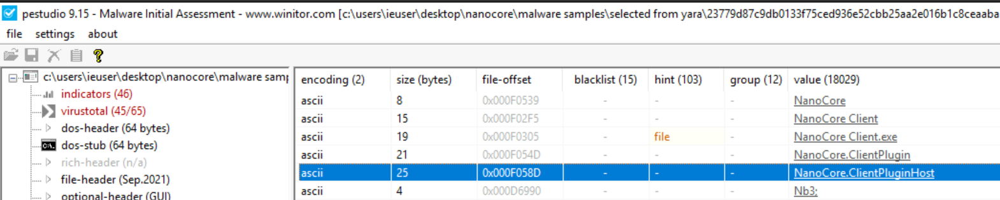 pestudio 9.15 - Malware Initial Assessment - www.winitor.com [c:\users\ieuser\desktop\nanocore\malware samples\selected from yara\23779d87c9db0133f75ced936e52cbb25aa2e016b1c8ceaaba
file settings about
c:\users\ieuser\desktop\nanocore\malware samp
indicators (46)
virustotal (45/65)
dos-header (64 bytes)
dos-stub (64 bytes)
rich-header (n/a)
file-header (Sep.2021)
optional-header (GUI)
encoding (2) size (bytes) file-offset blacklist (15) hint (103) group (12) value (18029)
ascii 8 0x000F0539 - - - NanoCore
ascii 15 0x000F02F5 - - - NanoCore Client
ascii 19 0x000F0305 - file - NanoCore Client.exe
ascii 21 0x000F054D - - - NanoCore.ClientPlugin
ascii 25 0x000F058D - - - NanoCore.ClientPluginHost
ascii 4 0x000D6990 - - - Nb3;